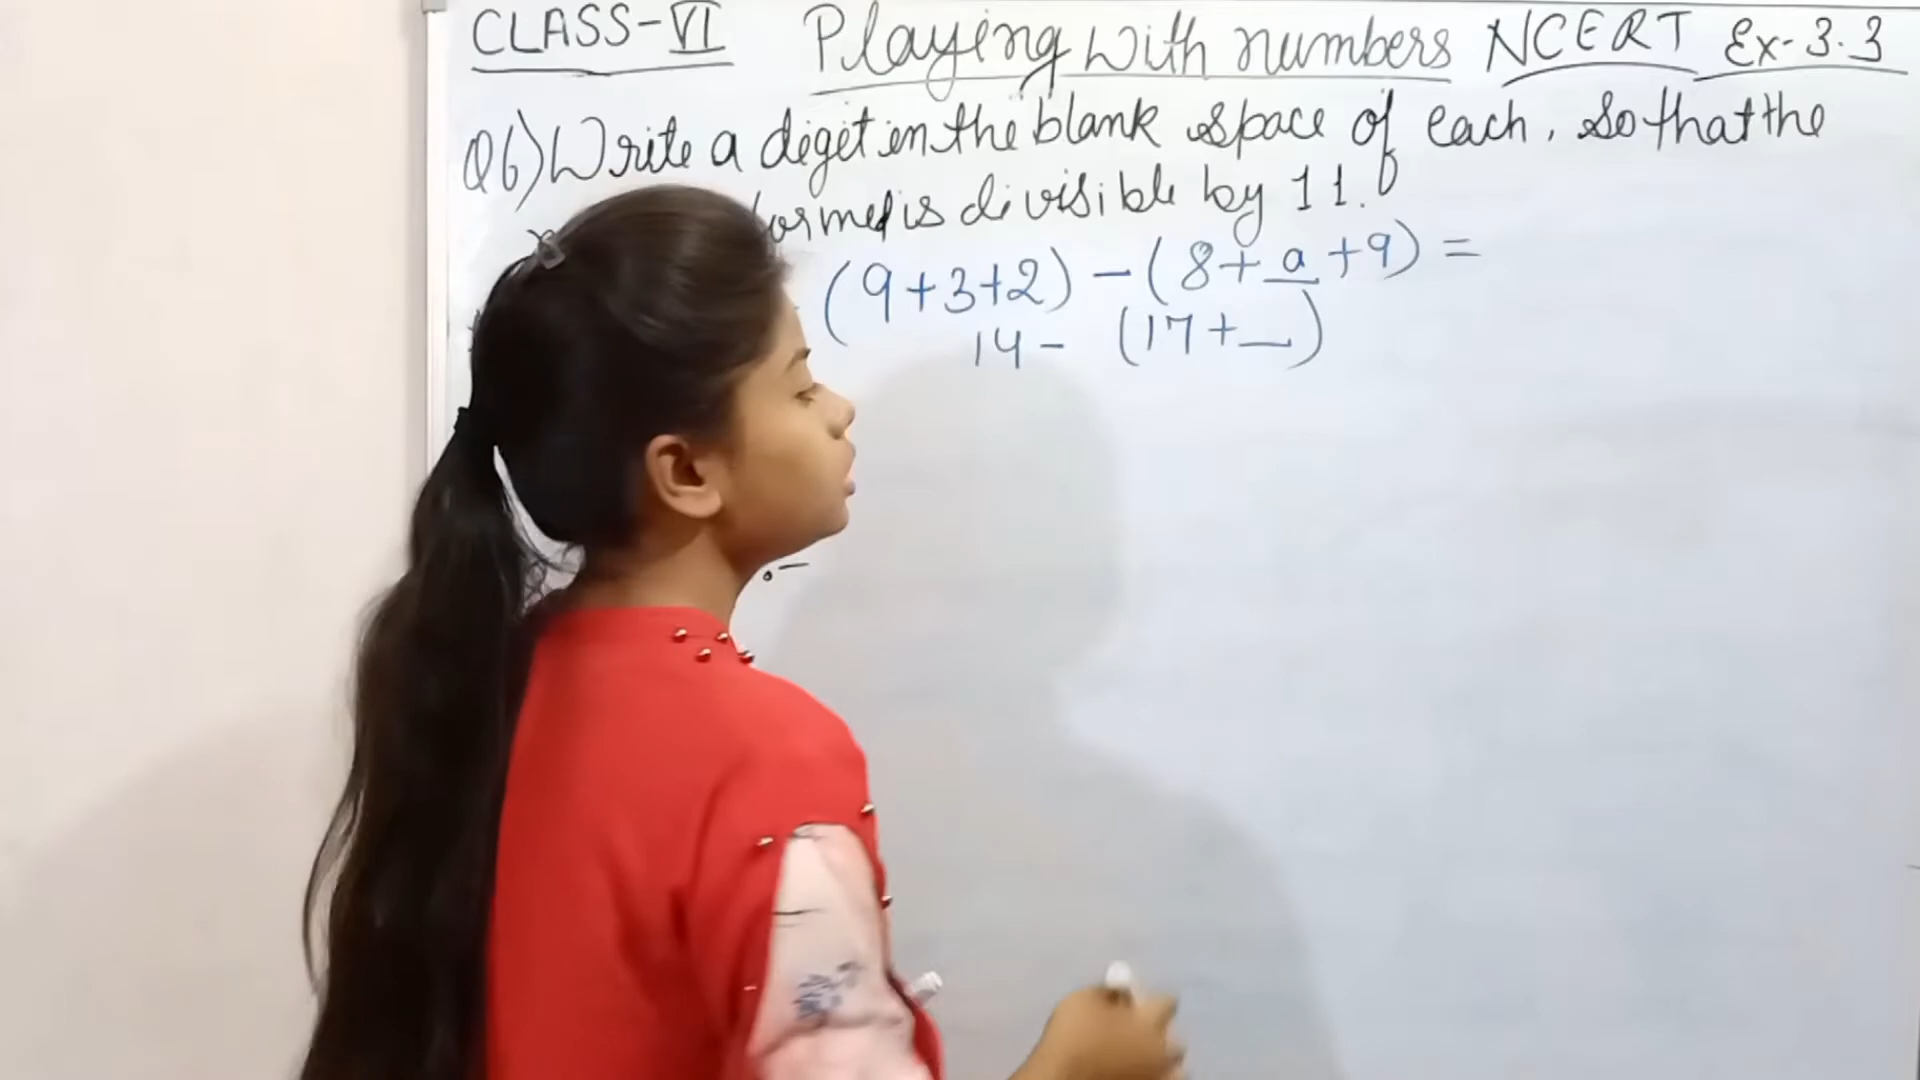 CLASS-VI Playing with numbers NCERT Ex-3.3
Q6) Write a diget in the blank space of each, so that the
formed is divisible by 11.
(9+3+2) - (8+a+9) =
14 - (17+_)